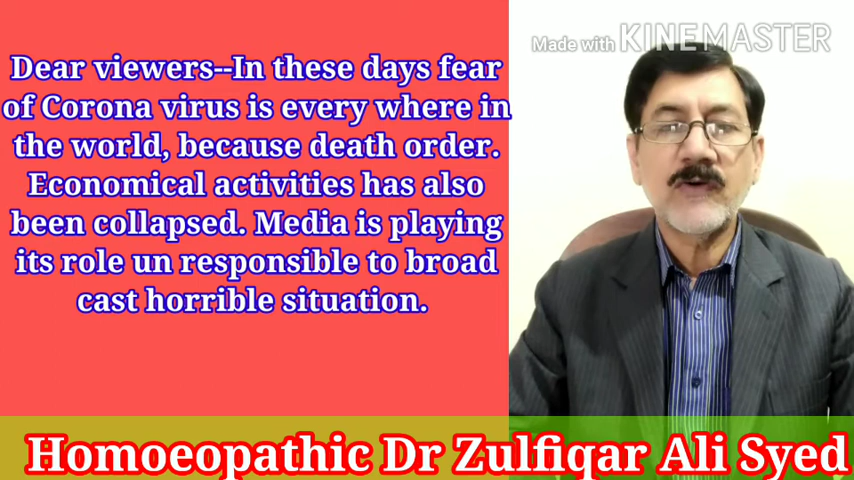 Made with KINEMASTER
Dear viewers--In these days fear
of Corona virus is every where in
the world, because death order.
Economical activities has also
been collapsed. Media is playing
its role un responsible to broad
cast horrible situation.
Homoeopathic Dr Zulfiqar Ali Syed